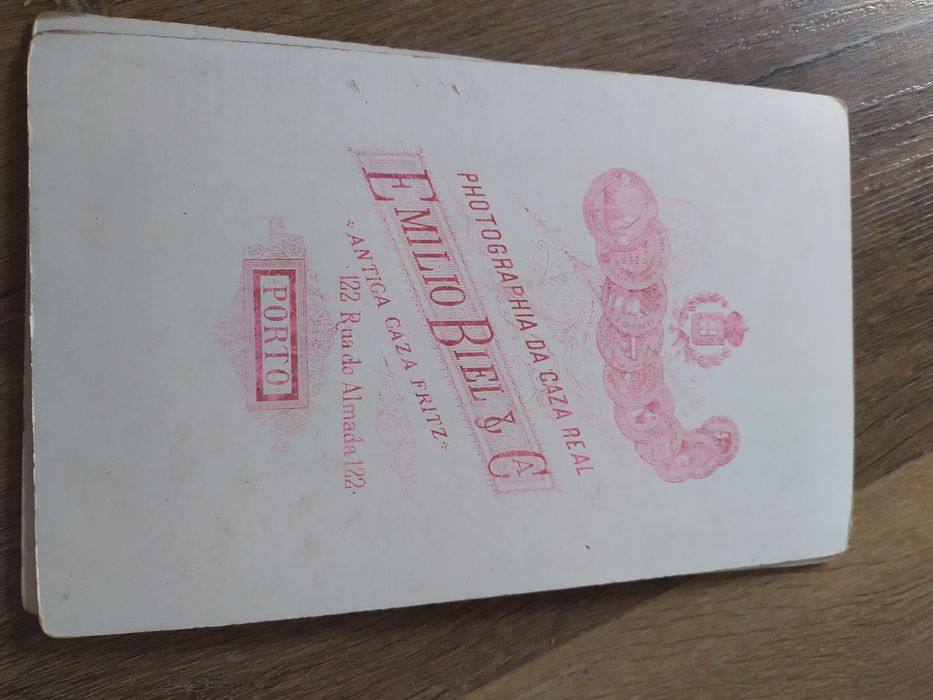 PHOTOGRAPHIA DA CAZA REAL
EMILIO BIEL & CA
ANTIGA CAZA FRITZ
122 Rua do Almada 122.
PORTO